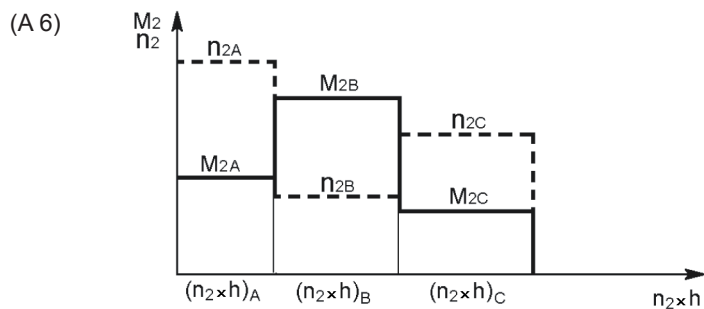 (A 6)
M2
n2
n2A
M2B
n2C
M2A
n2B
M2C
(n2×h)A
(n2×h)B
(n2×h)C
n2×h